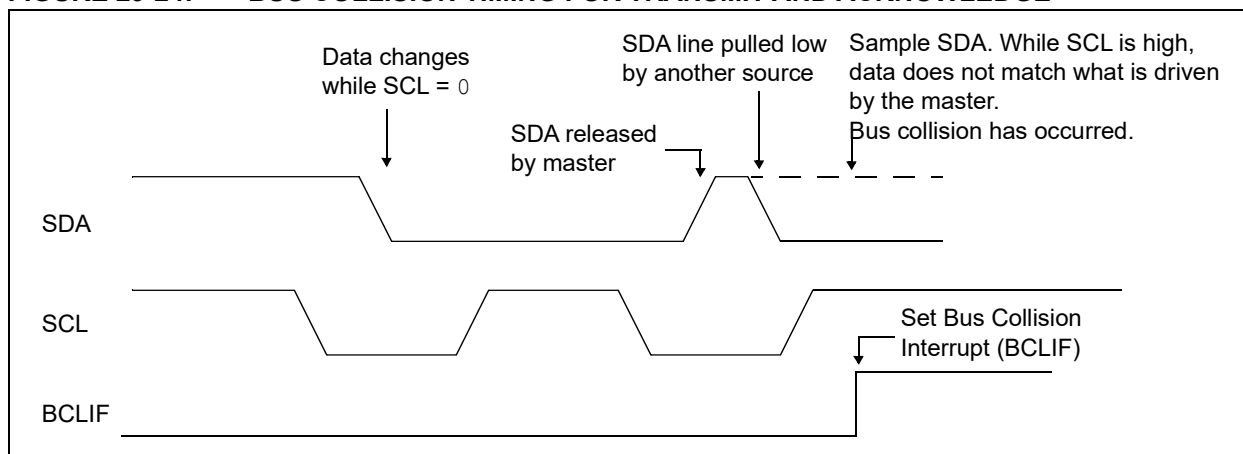 Data changes
while SCL = 0
SDA line pulled low
by another source
Sample SDA. While SCL is high,
data does not match what is driven
by the master.
Bus collision has occurred.
SDA released
by master
SDA
SCL
Set Bus Collision
Interrupt (BCLIF)
BCLIF